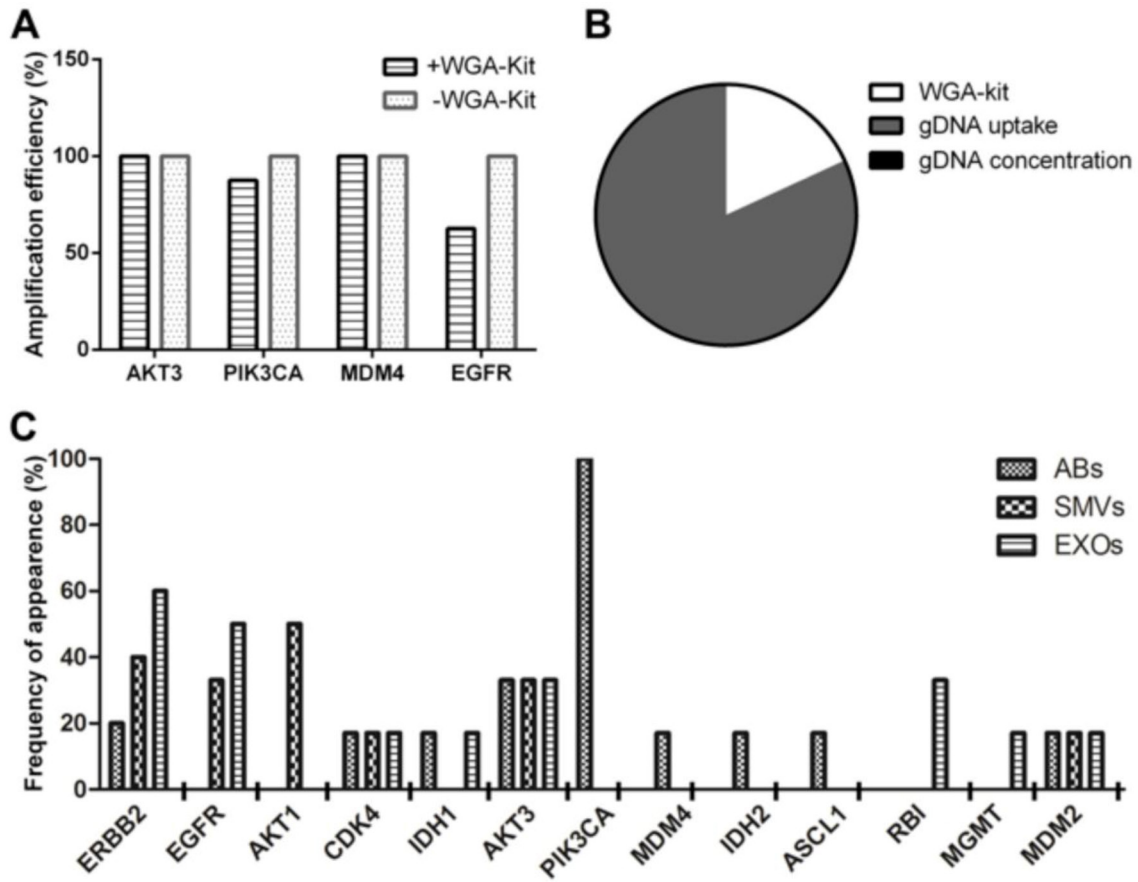 A
Amplification efficiency (%)
150
100
50
0
+WGA-Kit
-WGA-Kit
AKT3
PIK3CA
MDM4
EGFR
B
WGA-kit
gDNA uptake
gDNA concentration
C
Frequency of appearence (%)
100
80
60
40
20
0
ABs
SMVs
EXOs
ERBB2
EGFR
AKT1
CDK4
IDH1
AKT3
PIK3CA
MDM4
IDH2
ASCL1
RBI
MGMT
MDM2